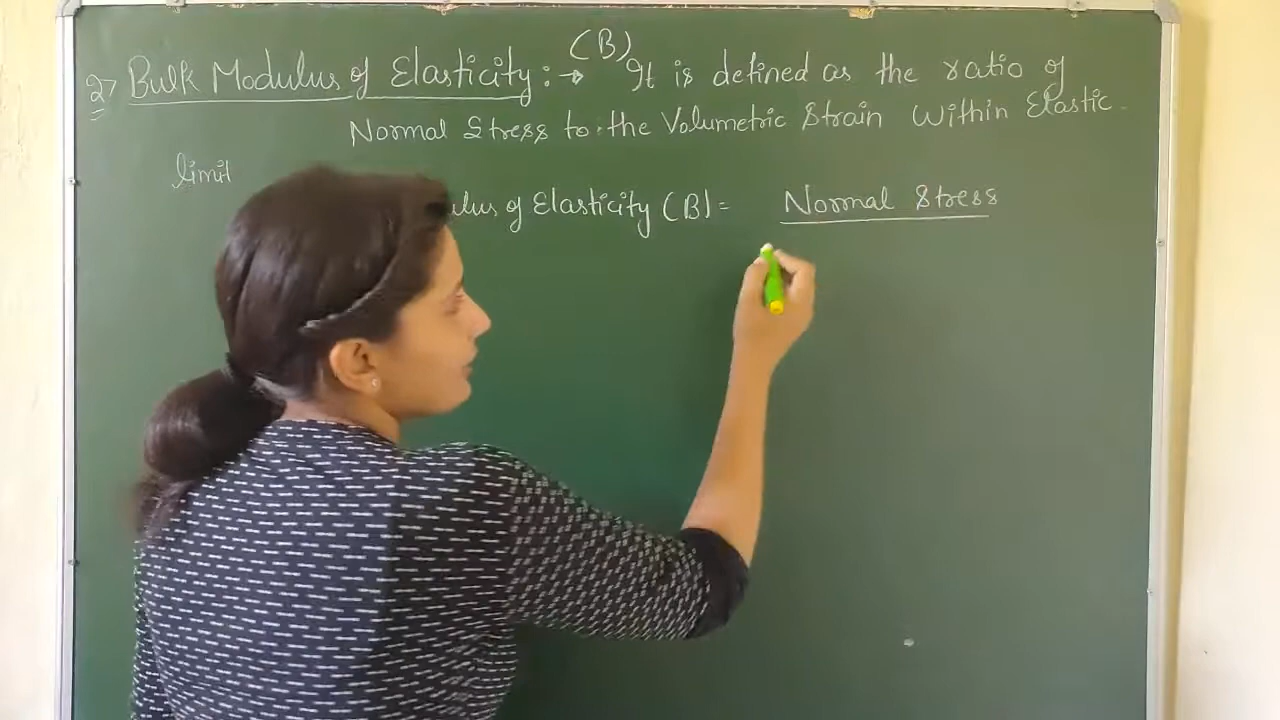 2) Bulk Modulus of Elasticity :→ (B) It is defined as the ratio of
Normal Stress to the Volumetric Strain Within Elastic
limit
ulus of Elasticity (B) = Normal Stress